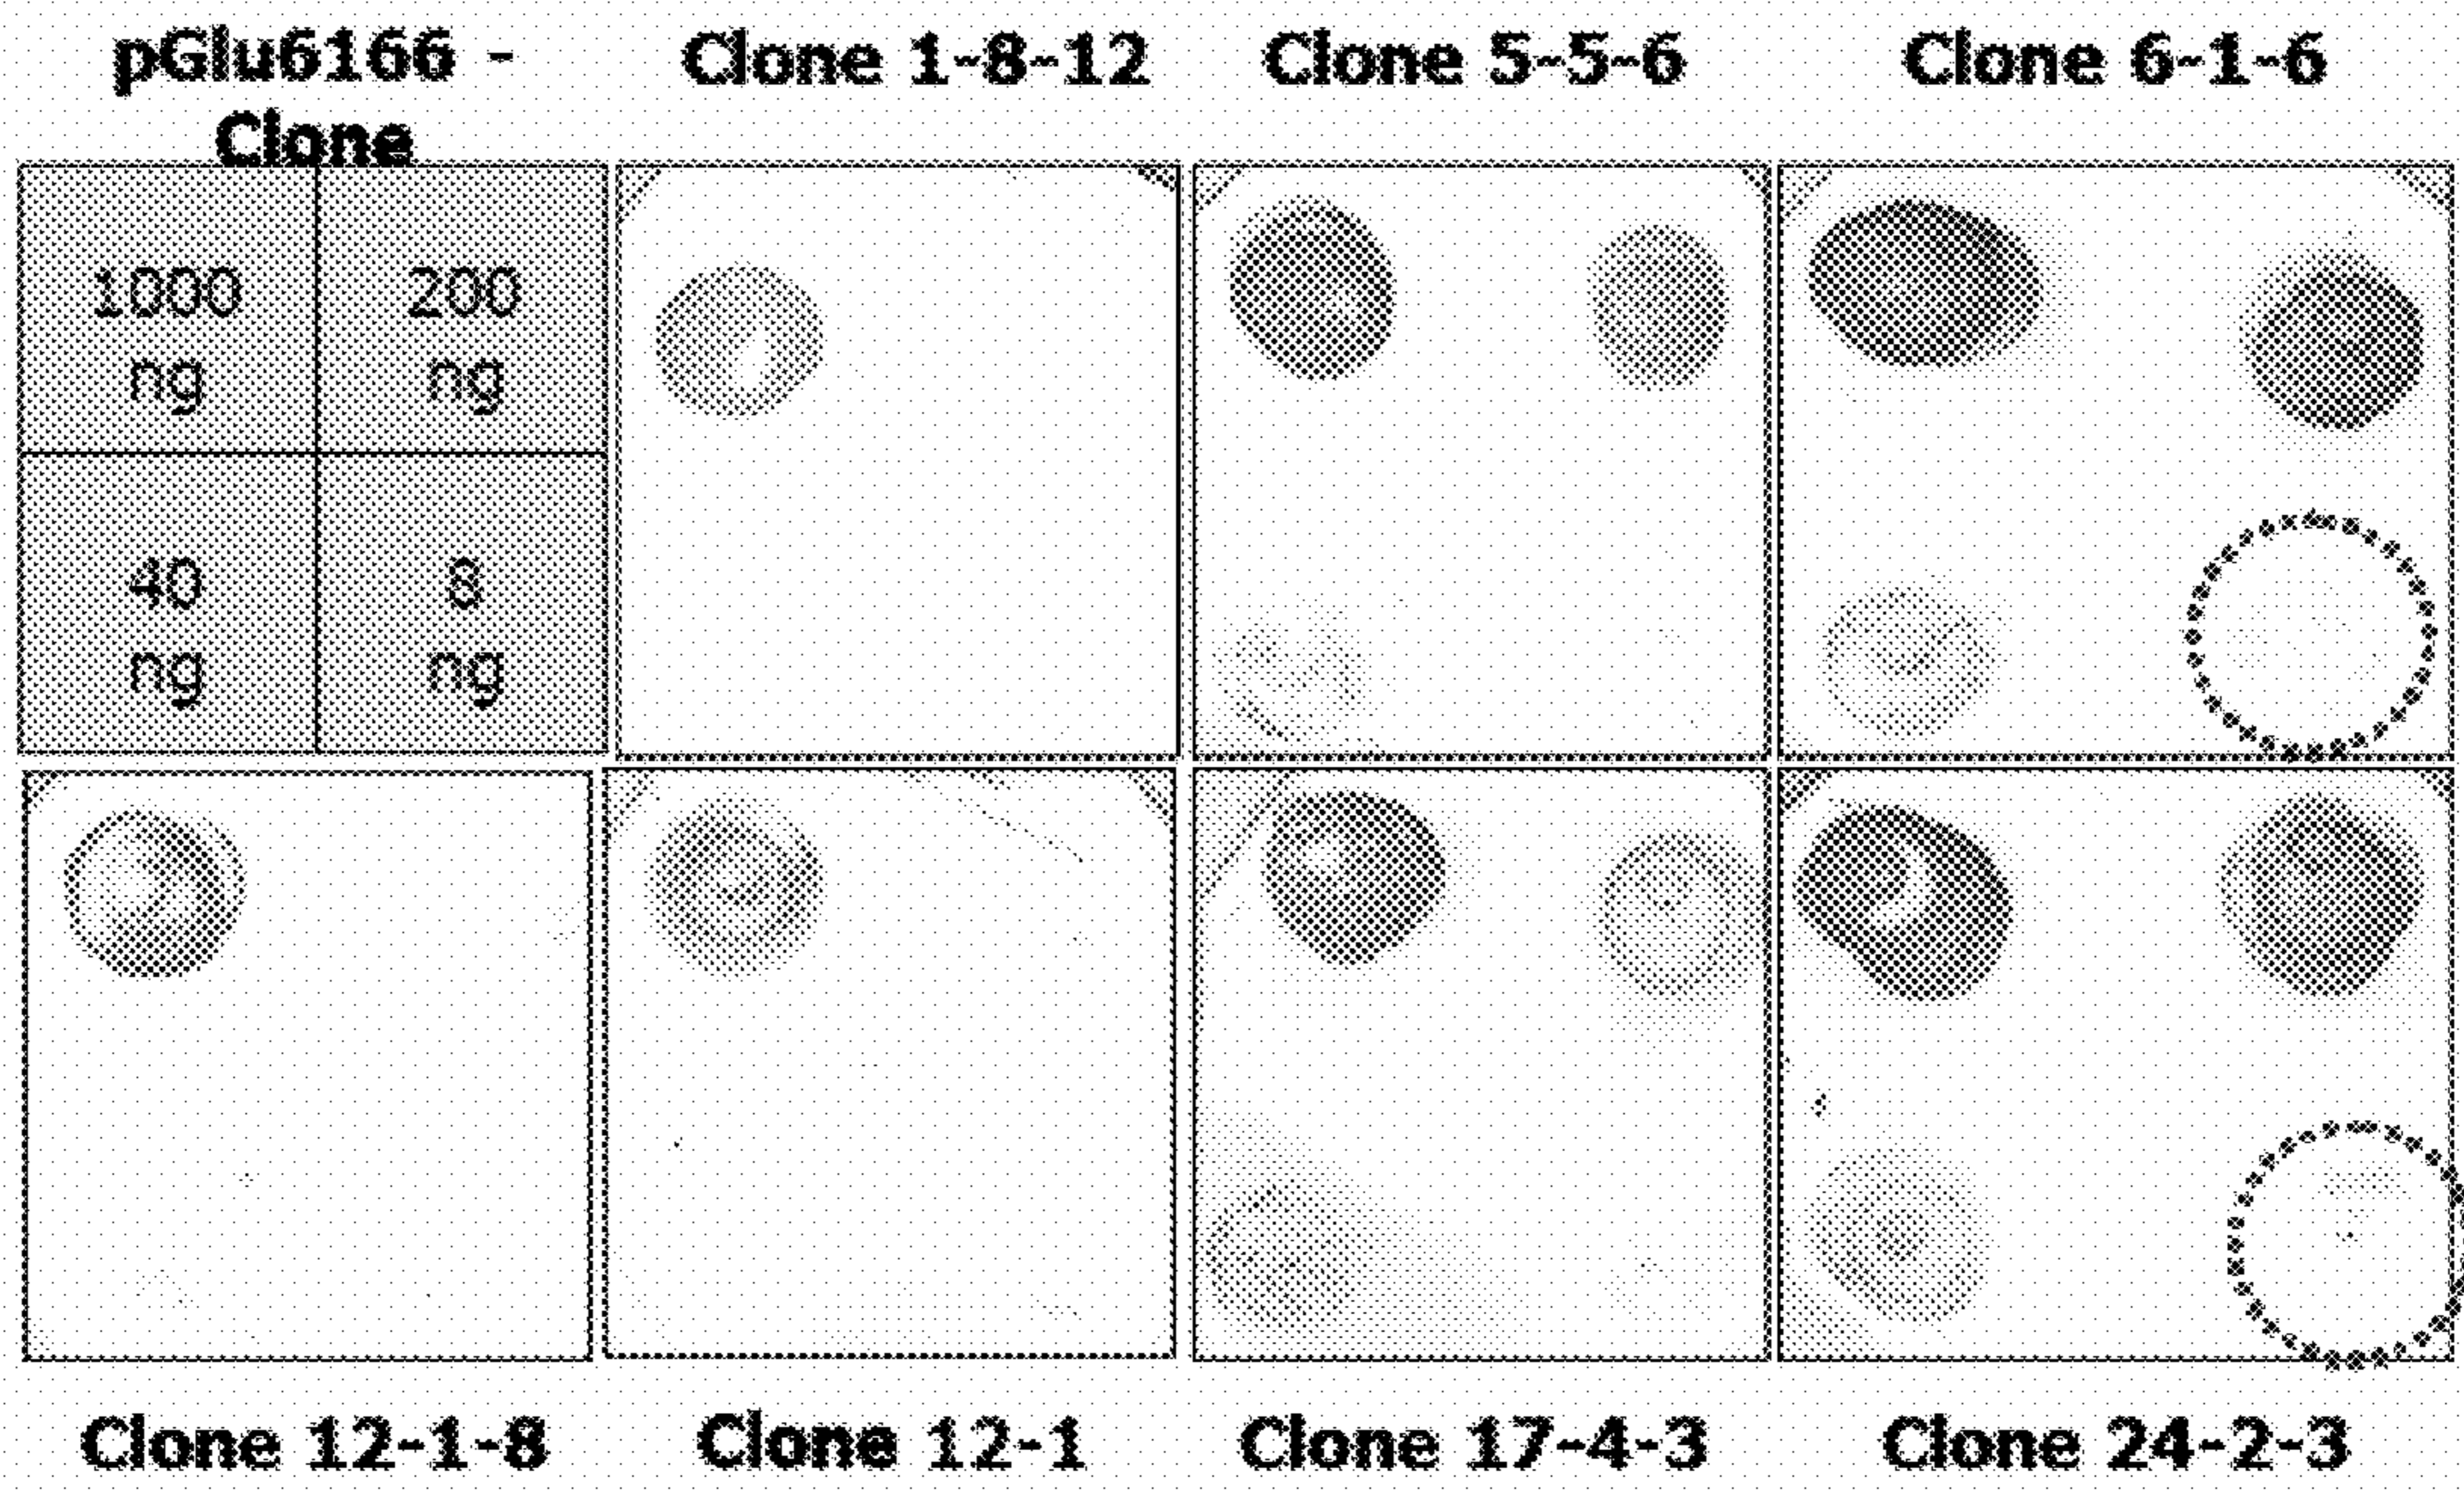 pGlu6166 -
Clone
Clone 1-8-12
Clone 5-5-6
Clone 6-1-6
1000
ng
200
ng
40
ng
8
ng
Clone 12-1-8
Clone 12-1
Clone 17-4-3
Clone 24-2-3